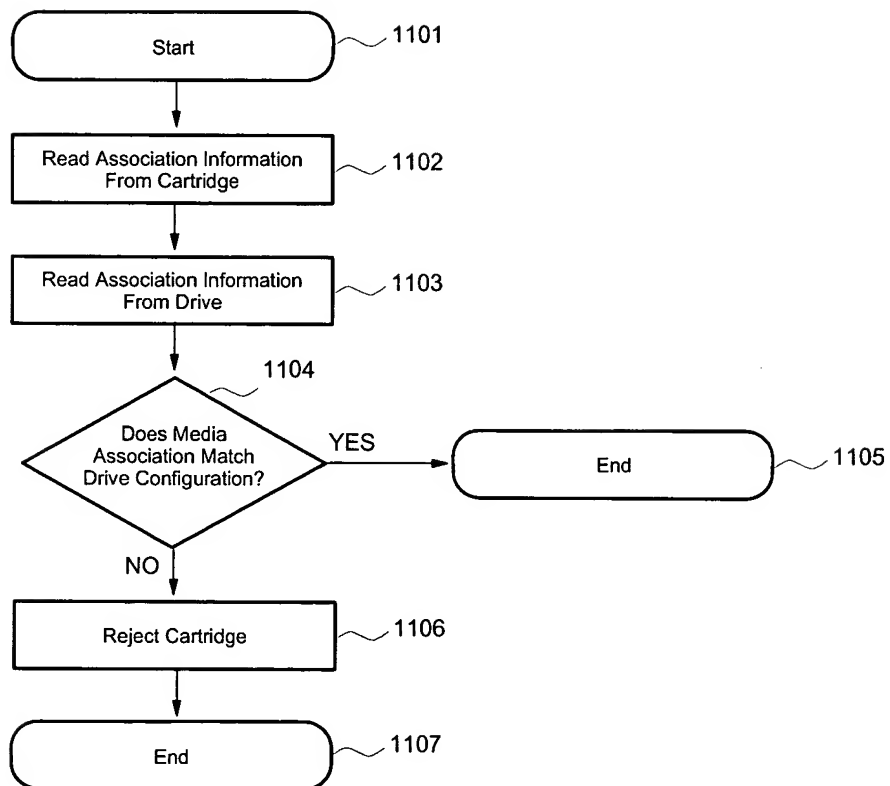 Start
1101
Read Association Information
From Cartridge
1102
Read Association Information
From Drive
1103
1104
Does Media
Association Match
Drive Configuration?
YES
End
1105
NO
Reject Cartridge
1106
End
1107